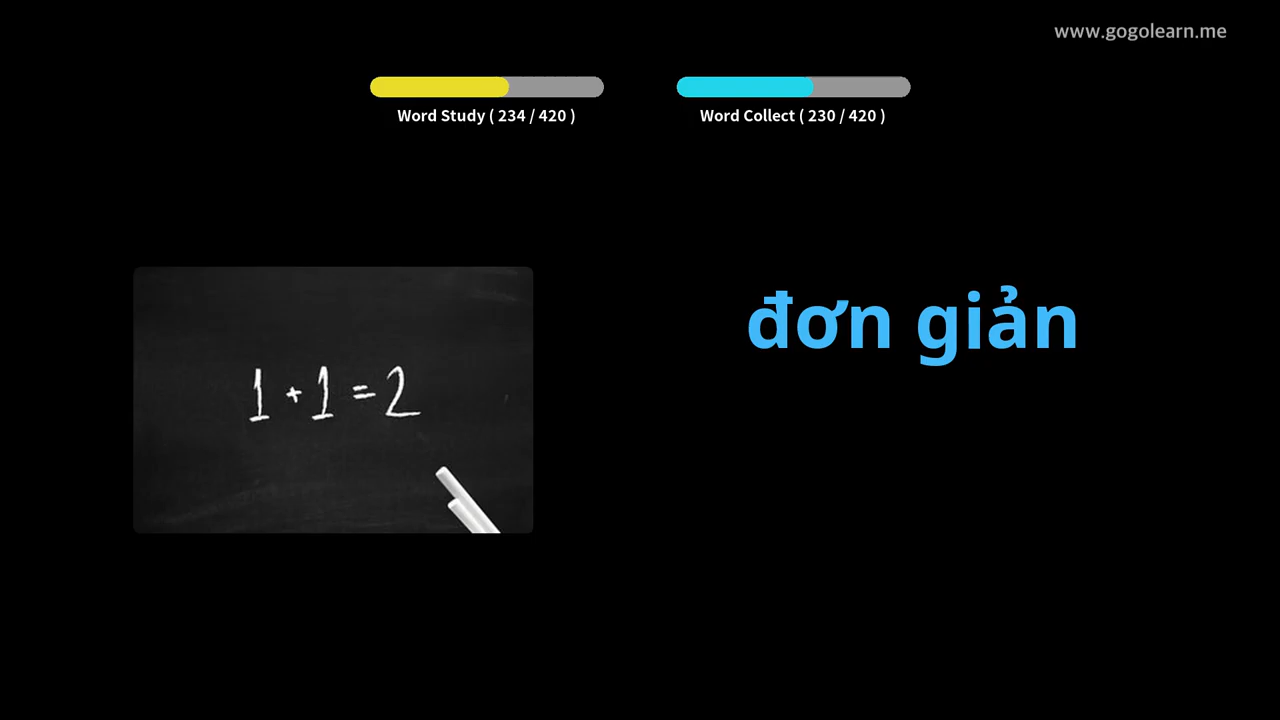 www.gogolearn.me
Word Study ( 234 / 420 )
Word Collect ( 230 / 420 )
đơn giản
1 + 1 = 2